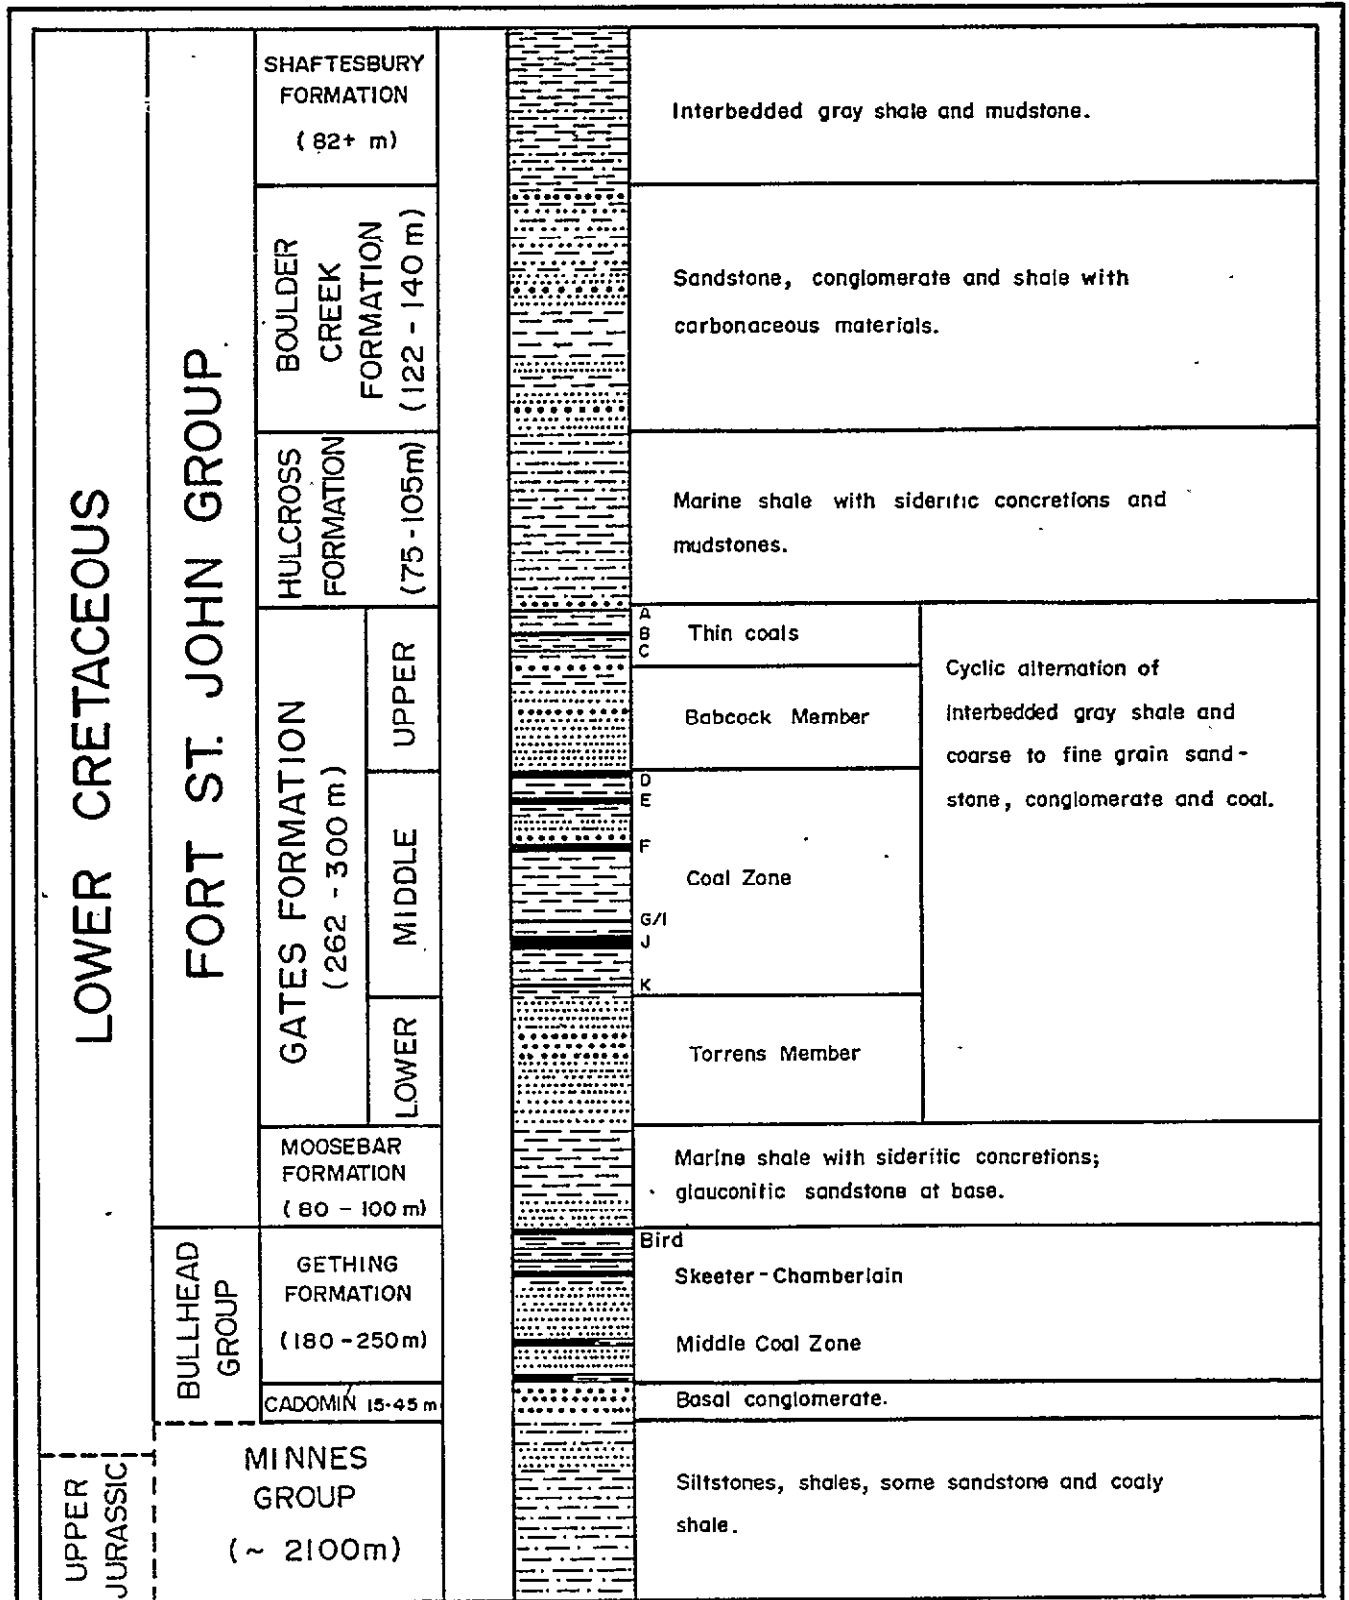 LOWER CRETACEOUS
UPPER
JURASSIC
FORT ST. JOHN GROUP
BULLHEAD
GROUP
SHAFTESBURY
FORMATION
(82+ m)
Interbedded gray shale and mudstone.
BOULDER
CREEK
FORMATION
(122 - 140 m)
Sandstone, conglomerate and shale with
carbonaceous materials.
HULCROSS
FORMATION
(75-105m)
Marine shale with sideritic concretions and
mudstones.
GATES FORMATION
(262 - 300 m)
UPPER
MIDDLE
LOWER
A
B
C
Thin coals
Babcock Member
D
E
F
G/I
J
K
Coal Zone
Torrens Member
Cyclic alternation of
interbedded gray shale and
coarse to fine grain sand-
stone, conglomerate and coal.
MOOSEBAR
FORMATION
(80 - 100 m)
Marine shale with sideritic concretions;
glauconitic sandstone at base.
GETHING
FORMATION
(180 - 250m)
Bird
Skeeter - Chamberlain
Middle Coal Zone
CADOMIN 15-45 m
Basal conglomerate.
MINNES
GROUP
(~ 2100m)
Siltstones, shales, some sandstone and coaly
shale.